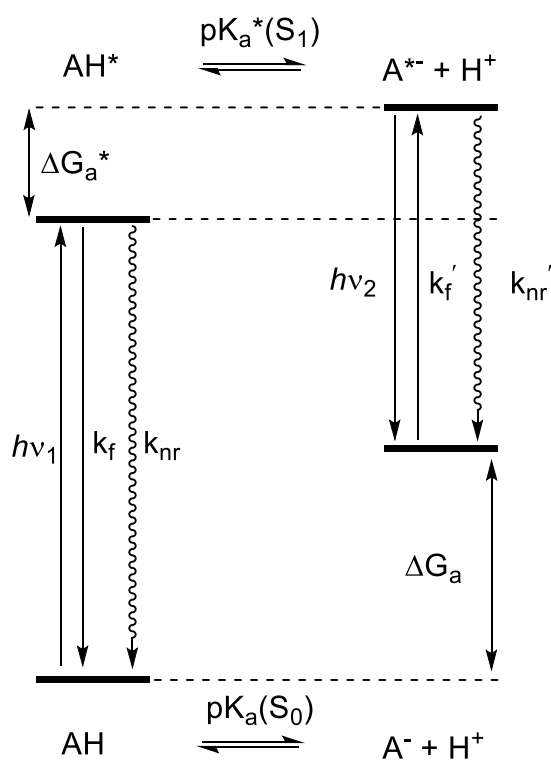 pKa*(S1)
AH*
A*- + H+
ΔGa*
hν1
kf
knr
hν2
kf′
knr′
ΔGa
pKa(S0)
AH
A- + H+